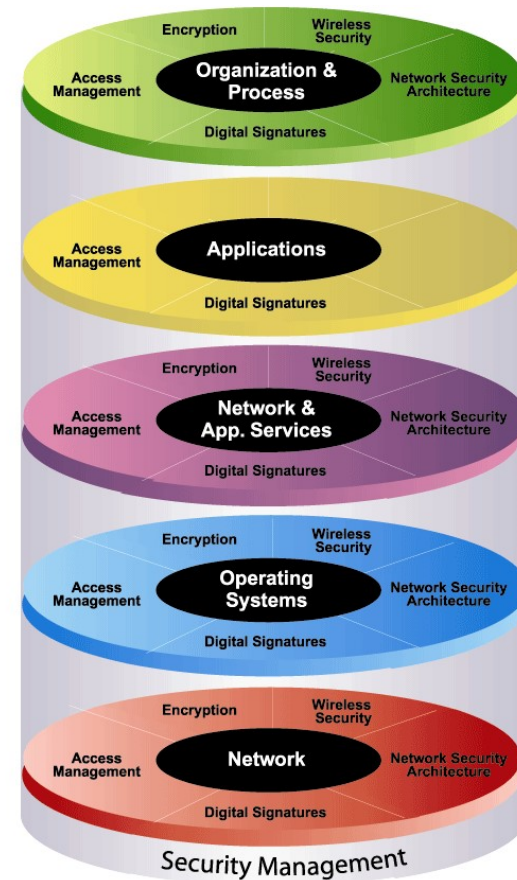 Encryption
Wireless
Security
Access
Management
Organization &
Process
Network Security
Architecture
Digital Signatures
Access
Management
Applications
Digital Signatures
Encryption
Wireless
Security
Access
Management
Network &
App. Services
Network Security
Architecture
Digital Signatures
Encryption
Wireless
Security
Access
Management
Operating
Systems
Network Security
Architecture
Digital Signatures
Encryption
Wireless
Security
Access
Management
Network
Network Security
Architecture
Digital Signatures
Security Management